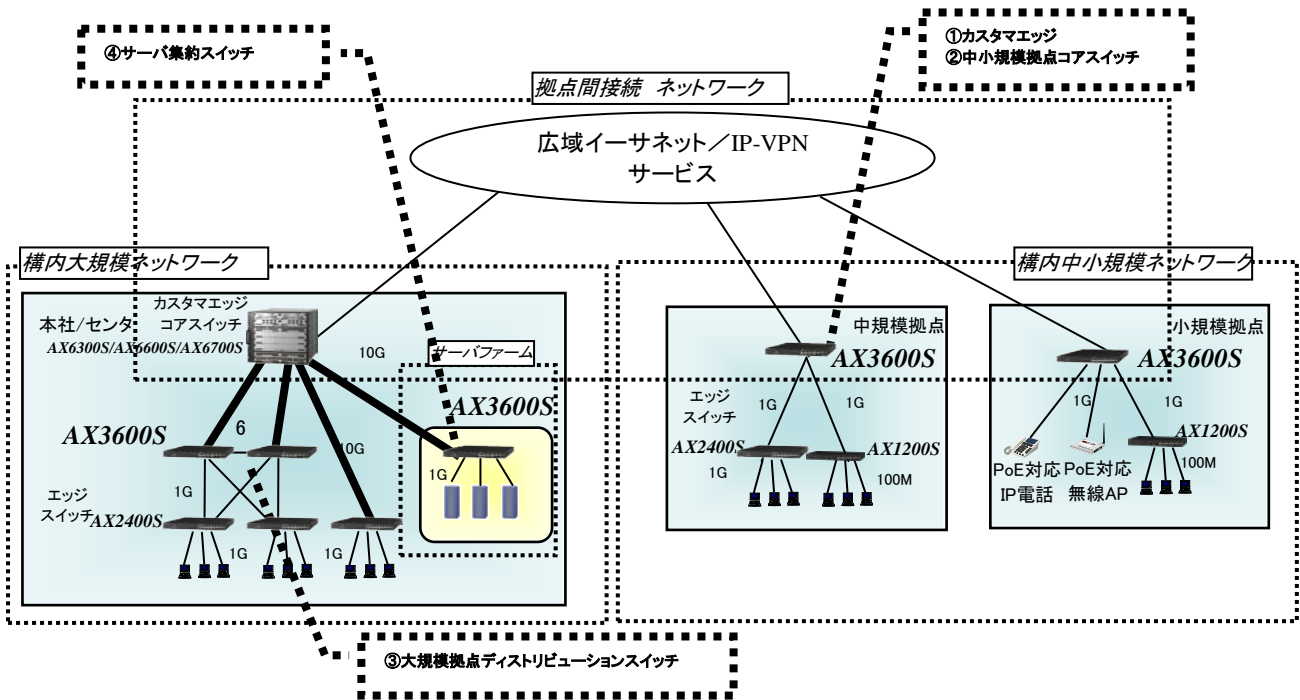 ④サーバ集約スイッチ
①カスタマエッジ
②中小規模拠点コアスイッチ
拠点間接続 ネットワーク
広域イーサネット／IP-VPN
サービス
構内大規模ネットワーク
構内中小規模ネットワーク
カスタマエッジ
コアスイッチ
本社/センタ
AX6300S/AX6600S/AX6700S
10G
サーバファーム
AX3600S
AX3600S
6
10G
1G
1G
エッジ
スイッチ
AX2400S
1G
1G
中規模拠点
AX3600S
エッジ
スイッチ
1G
1G
AX2400S
AX1200S
1G
100M
小規模拠点
AX3600S
1G
1G
AX1200S
PoE対応
IP電話
PoE対応
無線AP
100M
③大規模拠点ディストリビューションスイッチ